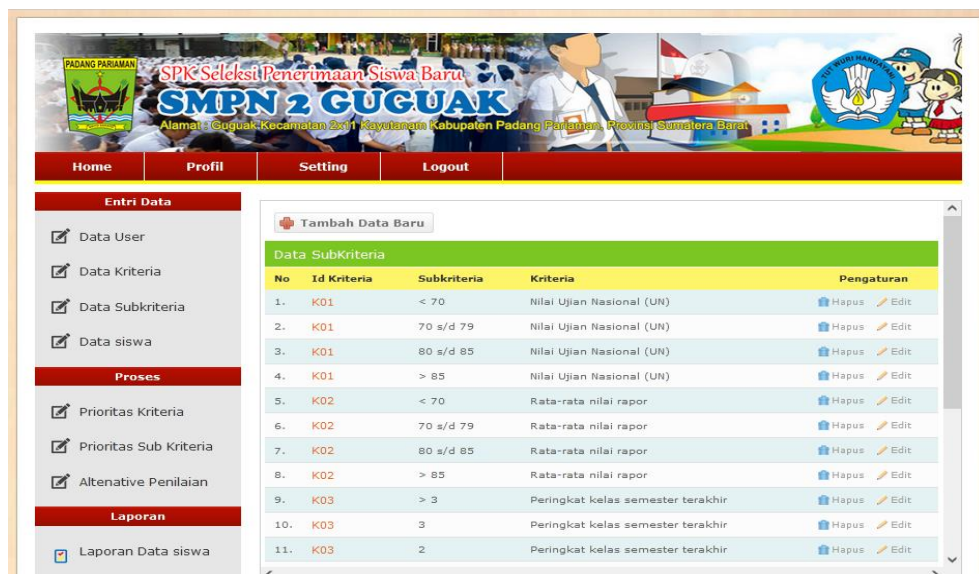 PADANG PARIAMAN
SPK Seleksi Penerimaan Siswa Baru
SMPN 2 GUGUAK
Alamat : Guguak Kecamatan 2x11 Kayutanam Kabupaten Padang Pariaman, Provinsi Sumatera Barat
TUT WURI HANDAYANI
Home Profil Setting Logout
Entri Data
Data User
Data Kriteria
Data Subkriteria
Data siswa
Proses
Prioritas Kriteria
Prioritas Sub Kriteria
Altenative Penilaian
Laporan
Laporan Data siswa
Tambah Data Baru
Data SubKriteria
No Id Kriteria Subkriteria Kriteria Pengaturan
1. K01 < 70 Nilai Ujian Nasional (UN) Hapus Edit
2. K01 70 s/d 79 Nilai Ujian Nasional (UN) Hapus Edit
3. K01 80 s/d 85 Nilai Ujian Nasional (UN) Hapus Edit
4. K01 > 85 Nilai Ujian Nasional (UN) Hapus Edit
5. K02 < 70 Rata-rata nilai rapor Hapus Edit
6. K02 70 s/d 79 Rata-rata nilai rapor Hapus Edit
7. K02 80 s/d 85 Rata-rata nilai rapor Hapus Edit
8. K02 > 85 Rata-rata nilai rapor Hapus Edit
9. K03 > 3 Peringkat kelas semester terakhir Hapus Edit
10. K03 3 Peringkat kelas semester terakhir Hapus Edit
11. K03 2 Peringkat kelas semester terakhir Hapus Edit